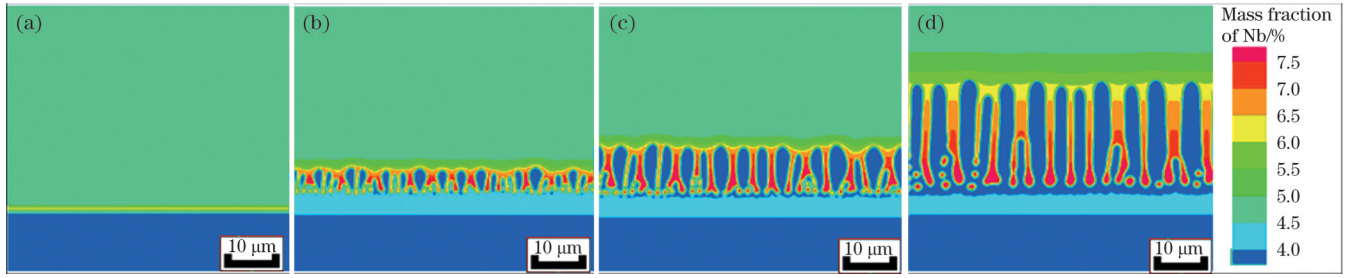 (a)
(b)
(c)
(d)
10 μm
10 μm
10 μm
10 μm
Mass fraction
of Nb/%
7.5
7.0
6.5
6.0
5.5
5.0
4.5
4.0